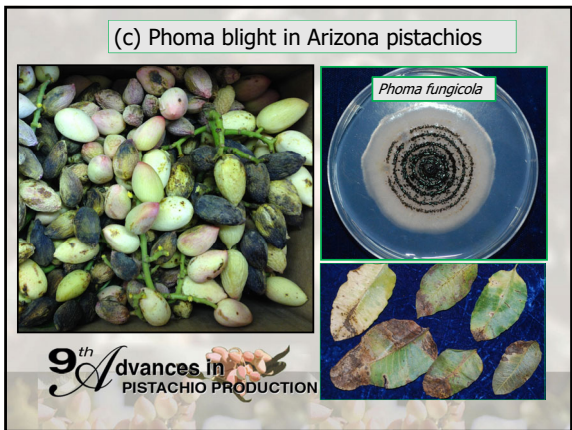 (c) Phoma blight in Arizona pistachios
Phoma fungicola
9th Advances in
PISTACHIO PRODUCTION